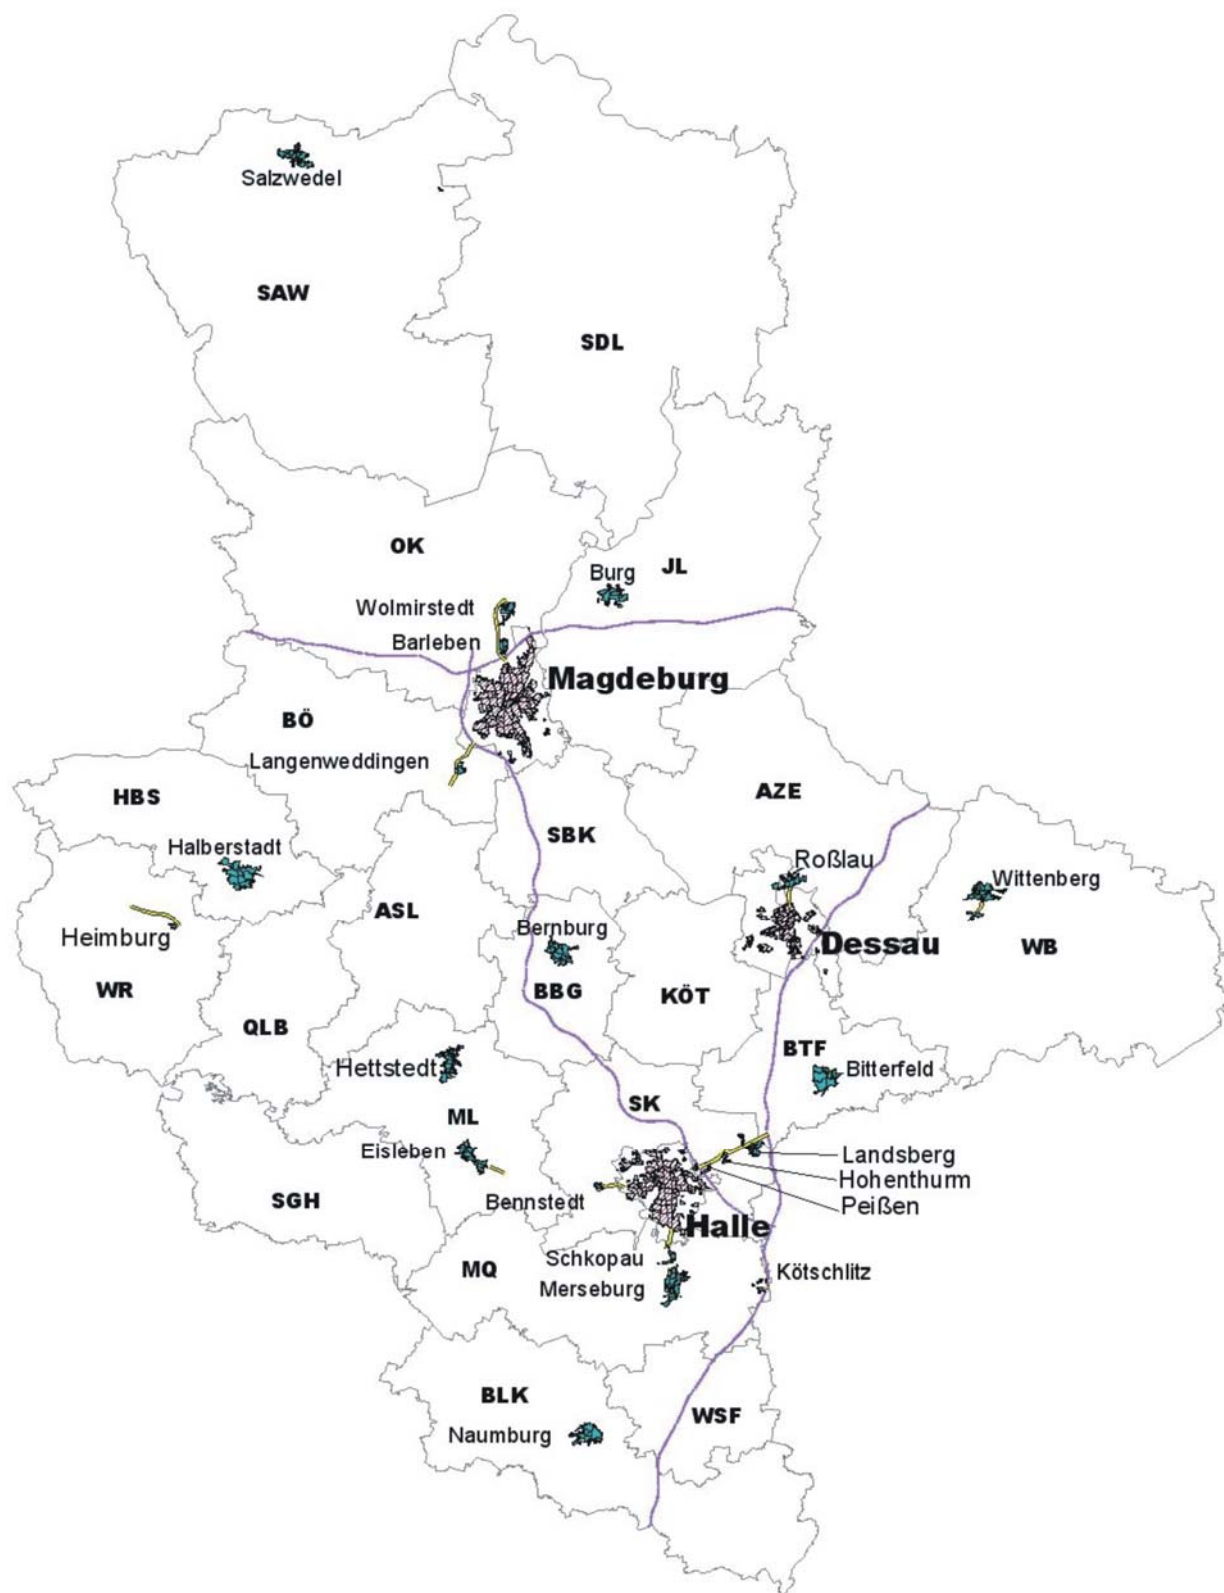 Salzwedel
SAW
SDL
OK
Burg
JL
Wolmirstedt
Barleben
Magdeburg
BÖ
Langenweddingen
HBS
AZE
SBK
Halberstadt
Roßlau
Wittenberg
ASL
Heimburg
Bernburg
Dessau
WB
WR
BBG
KÖT
QLB
BTF
Hettstedt
Bitterfeld
SK
ML
Eisleben
Landsberg
Hohenthurm
Bennstedt
SGH
Peißen
Halle
Schkopau
MQ
Kötschlitz
Merseburg
BLK
WSF
Naumburg